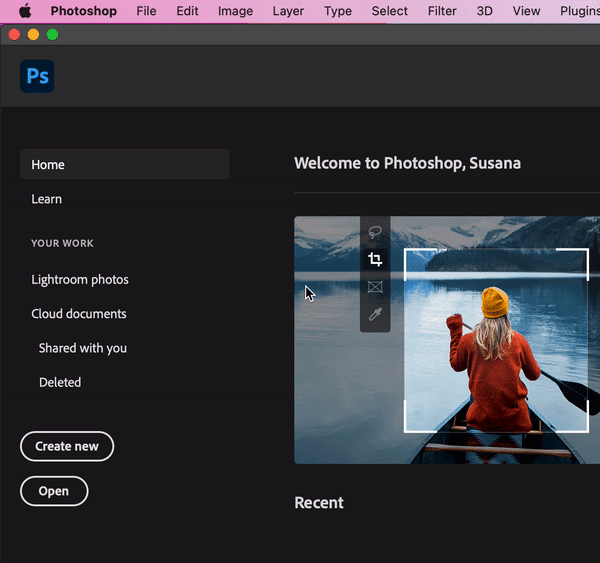 Photoshop File Edit Image Layer Type Select Filter 3D View Plugins
Ps
Home
Learn
YOUR WORK
Lightroom photos
Cloud documents
Shared with you
Deleted
Create new
Open
Welcome to Photoshop, Susana
Recent